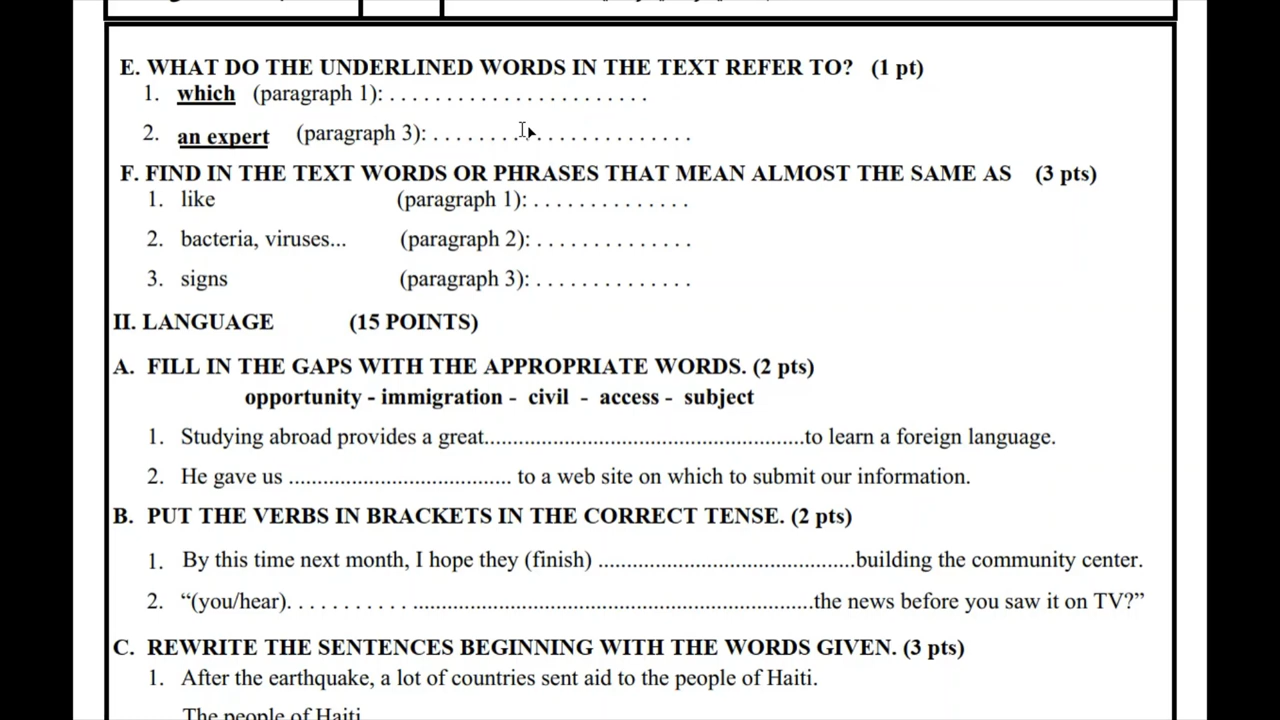 E. WHAT DO THE UNDERLINED WORDS IN THE TEXT REFER TO? (1 pt)
1. which (paragraph 1): . . . . . . . . . . . . . . . . . . . . . . .
2. an expert (paragraph 3): . . . . . . . . . . . . . . . . . . . . . . .
F. FIND IN THE TEXT WORDS OR PHRASES THAT MEAN ALMOST THE SAME AS (3 pts)
1. like (paragraph 1): . . . . . . . . . . . . . .
2. bacteria, viruses... (paragraph 2): . . . . . . . . . . . . . .
3. signs (paragraph 3): . . . . . . . . . . . . . .
II. LANGUAGE (15 POINTS)
A. FILL IN THE GAPS WITH THE APPROPRIATE WORDS. (2 pts)
opportunity - immigration - civil - access - subject
1. Studying abroad provides a great..........................................................to learn a foreign language.
2. He gave us ........................................ to a web site on which to submit our information.
B. PUT THE VERBS IN BRACKETS IN THE CORRECT TENSE. (2 pts)
1. By this time next month, I hope they (finish) ..............................................building the community center.
2. “(you/hear). . . . . . . . . . . ........................................................................the news before you saw it on TV?”
C. REWRITE THE SENTENCES BEGINNING WITH THE WORDS GIVEN. (3 pts)
1. After the earthquake, a lot of countries sent aid to the people of Haiti.
The people of Haiti